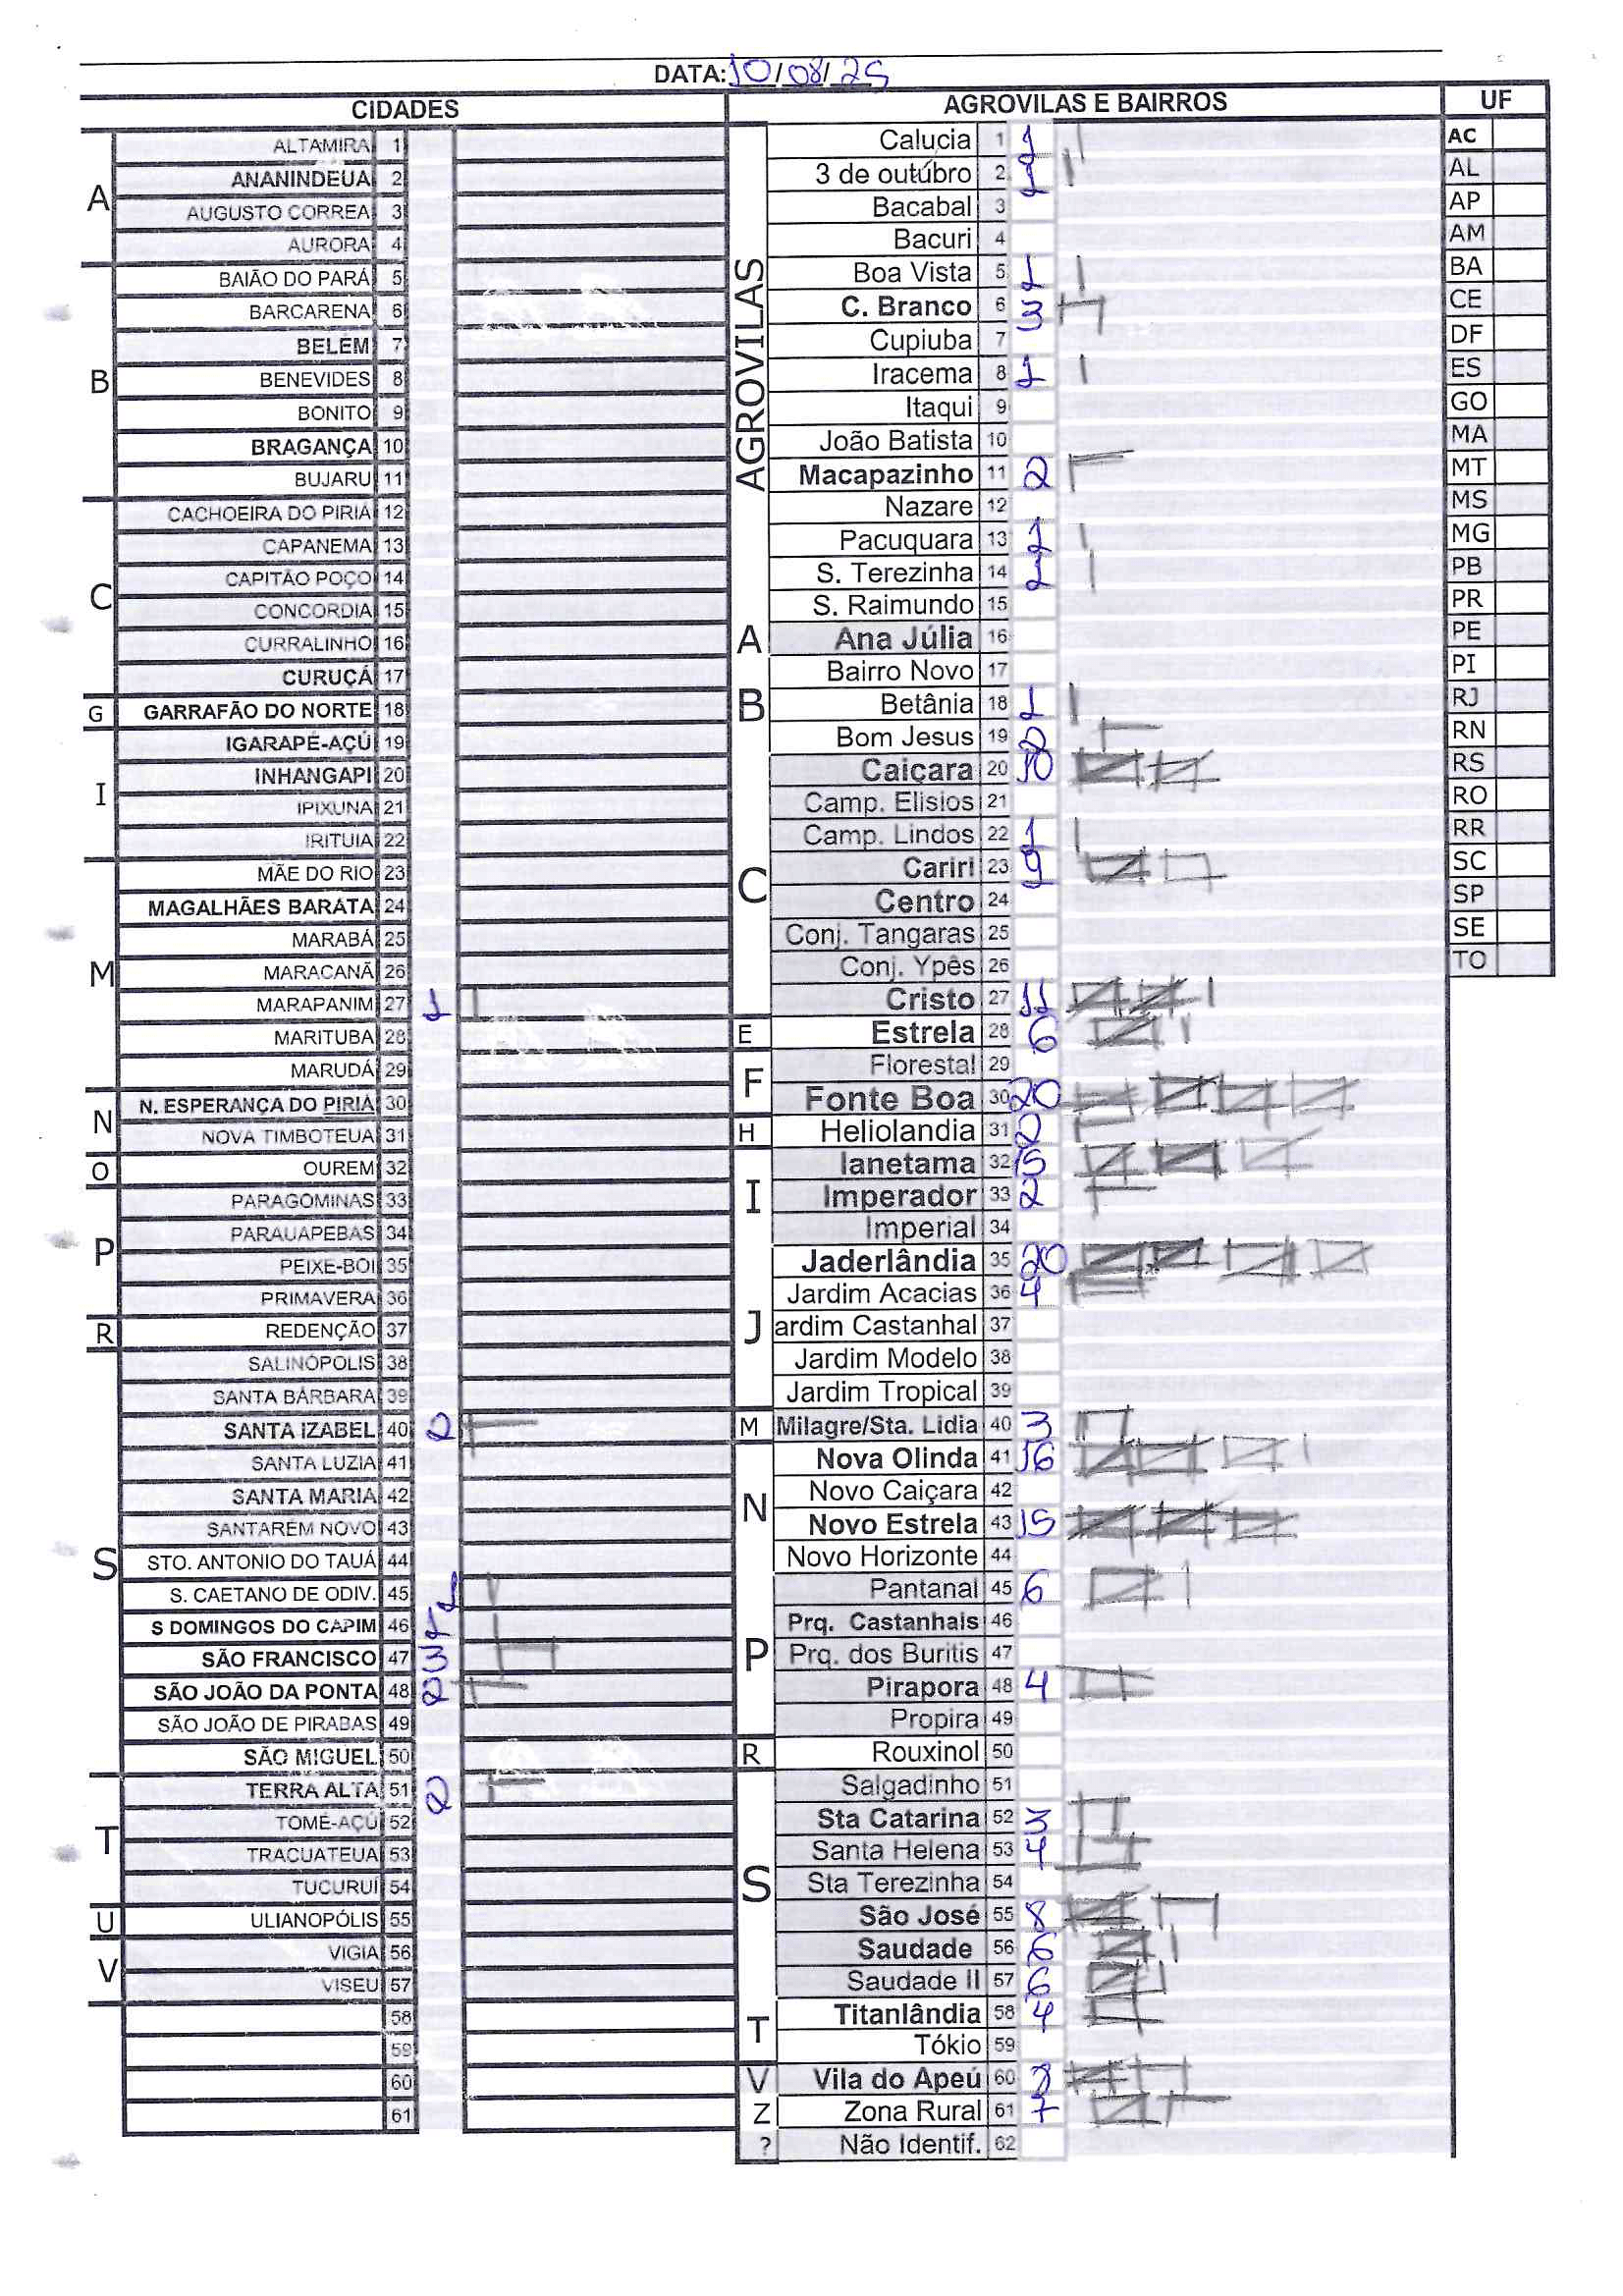 DATA: 10/08/25
CIDADES
A
ALTAMIRA 1
ANANINDEUA 2
AUGUSTO CORREA 3
AURORA 4
B
BAIÃO DO PARÁ 5
BARCARENA 6
BELÉM 7
BENEVIDES 8
BONITO 9
BRAGANÇA 10
BUJARU 11
C
CACHOEIRA DO PIRIA 12
CAPANEMA 13
CAPITÃO POÇO 14
CONCORDIA 15
CURRALINHO 16
CURUÇÁ 17
G
GARRAFÃO DO NORTE 18
I
IGARAPÉ-AÇÚ 19
INHANGAPI 20
IPIXUNA 21
IRITUIA 22
M
MÃE DO RIO 23
MAGALHÃES BARATA 24
MARABÁ 25
MARACANÃ 26
MARAPANIM 27 1
MARITUBA 28
MARUDÁ 29
N
N. ESPERANÇA DO PIRIÁ 30
NOVA TIMBOTEUA 31
O
OUREM 32
P
PARAGOMINAS 33
PARAUAPEBAS 34
PEIXE-BOI 35
PRIMAVERA 36
R
REDENÇÃO 37
S
SALINÓPOLIS 38
SANTA BÁRBARA 39
SANTA IZABEL 40 2
SANTA LUZIA 41
SANTA MARIA 42
SANTARÉM NOVO 43
STO. ANTONIO DO TAUÁ 44
S. CAETANO DE ODIV. 45 1
S DOMINGOS DO CAPIM 46 1
SÃO FRANCISCO 47 3
SÃO JOÃO DA PONTA 48 2
SÃO JOÃO DE PIRABAS 49
SÃO MIGUEL 50
T
TERRA ALTA 51 2
TOMÉ-AÇÚ 52
TRACUATEUA 53
TUCURUÍ 54
U
ULIANOPÓLIS 55
V
VIGIA 56
VISEU 57
58
59
60
61
AGROVILAS E BAIRROS
AGROVILAS
Calucia 1 1
3 de outúbro 2 1
Bacabal 3
Bacuri 4
Boa Vista 5 1
C. Branco 6 3
Cupiuba 7
Iracema 8 1
Itaqui 9
João Batista 10
Macapazinho 11 2
Nazare 12
Pacuquara 13 1
S. Terezinha 14 1
S. Raimundo 15
A
Ana Júlia 16
B
Bairro Novo 17
Betânia 18 1
Bom Jesus 19 2
C
Caiçara 20 10
Camp. Elisios 21
Camp. Lindos 22 1
Cariri 23 9
Centro 24
Conj. Tangaras 25
Conj. Ypês 26
Cristo 27 11
E
Estrela 28 6
F
Florestal 29
Fonte Boa 30 20
H
Heliolandia 31 2
I
Ianetama 32 15
Imperador 33 2
Imperial 34
J
Jaderlândia 35 20
Jardim Acacias 36 4
ardim Castanhal 37
Jardim Modelo 38
Jardim Tropical 39
M
Milagre/Sta. Lidia 40 3
N
Nova Olinda 41 16
Novo Caiçara 42
Novo Estrela 43 15
Novo Horizonte 44
P
Pantanal 45 6
Prq. Castanhais 46
Prq. dos Buritis 47
Pirapora 48 4
Propira 49
R
Rouxinol 50
S
Salgadinho 51
Sta Catarina 52 3
Santa Helena 53 4
Sta Terezinha 54
São José 55 8
Saudade 56 6
Saudade II 57 6
T
Titanlândia 58 4
Tókio 59
V
Vila do Apeú 60 8
Z
Zona Rural 61 7
?
Não Identif. 62
UF
AC
AL
AP
AM
BA
CE
DF
ES
GO
MA
MT
MS
MG
PB
PR
PE
PI
RJ
RN
RS
RO
RR
SC
SP
SE
TO